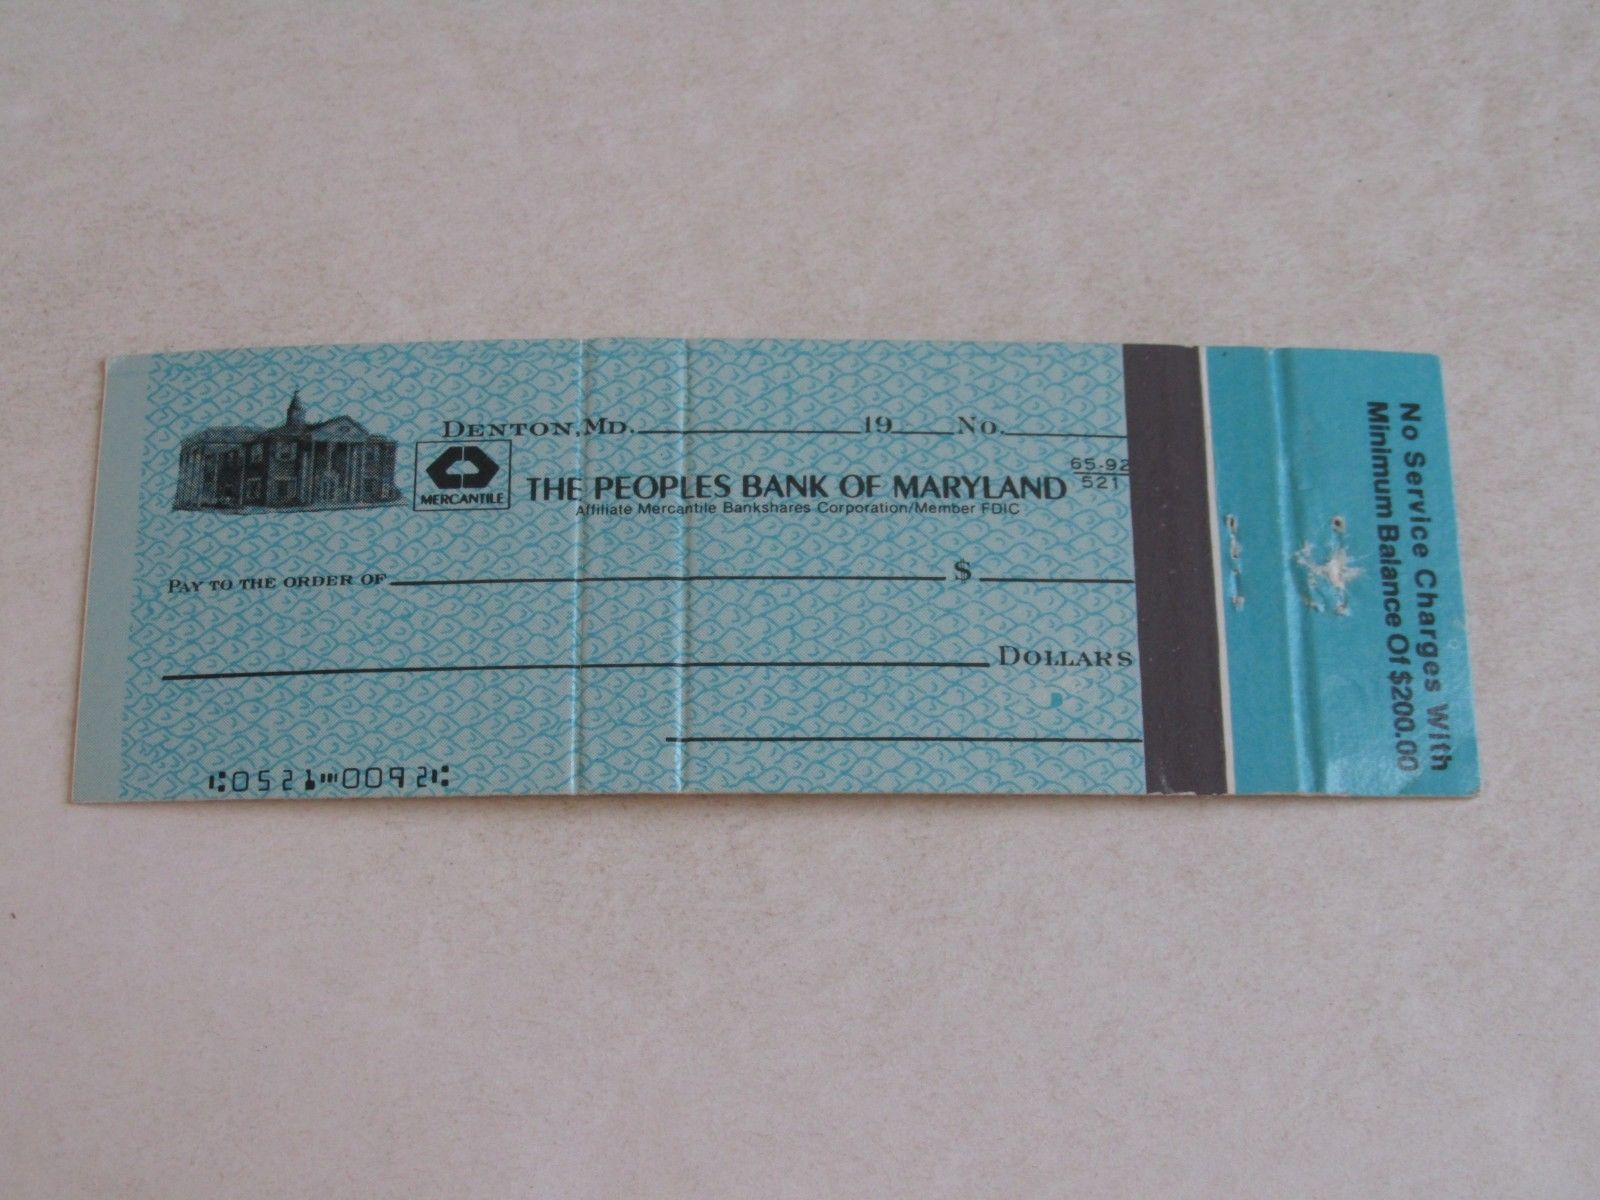 DENTON, MD. 19 No.
MERCANTILE
THE PEOPLES BANK OF MARYLAND
65-92
521
Affiliate Mercantile Bankshares Corporation/Member FDIC
PAY TO THE ORDER OF $
DOLLARS
⑆0521⑉0092⑆
No Service Charges With
Minimum Balance Of $200.00